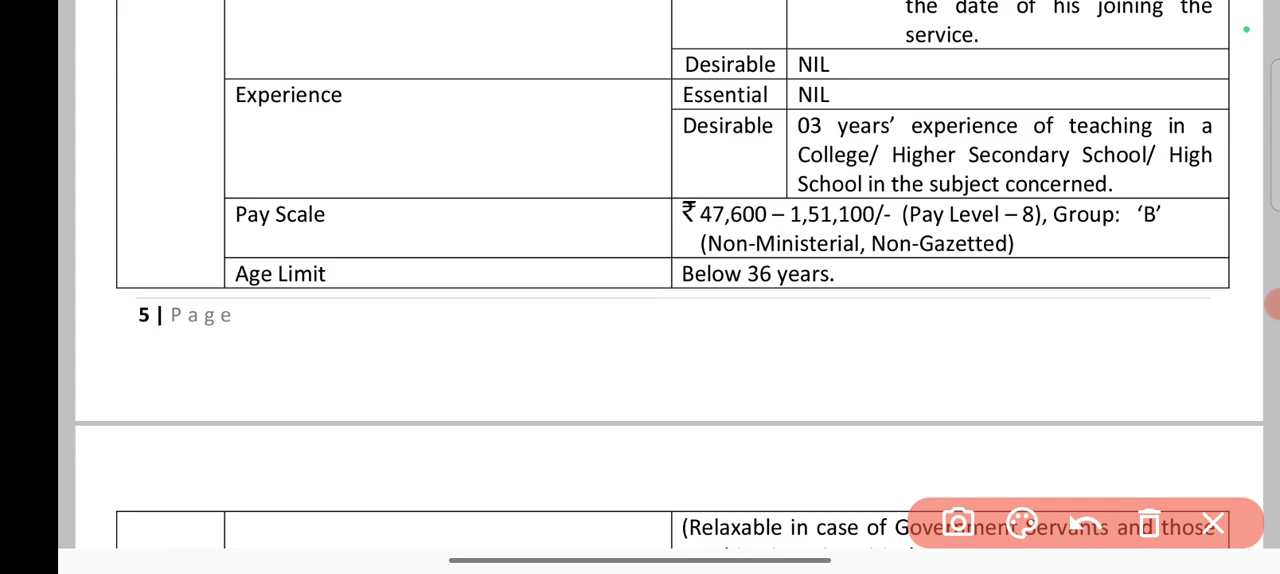 the date of his joining the
service.
Desirable NIL
Experience Essential NIL
Desirable 03 years’ experience of teaching in a
College/ Higher Secondary School/ High
School in the subject concerned.
Pay Scale ₹ 47,600 – 1,51,100/- (Pay Level – 8), Group: ‘B’
(Non-Ministerial, Non-Gazetted)
Age Limit Below 36 years.
5 | Page
(Relaxable in case of Government Servants and those